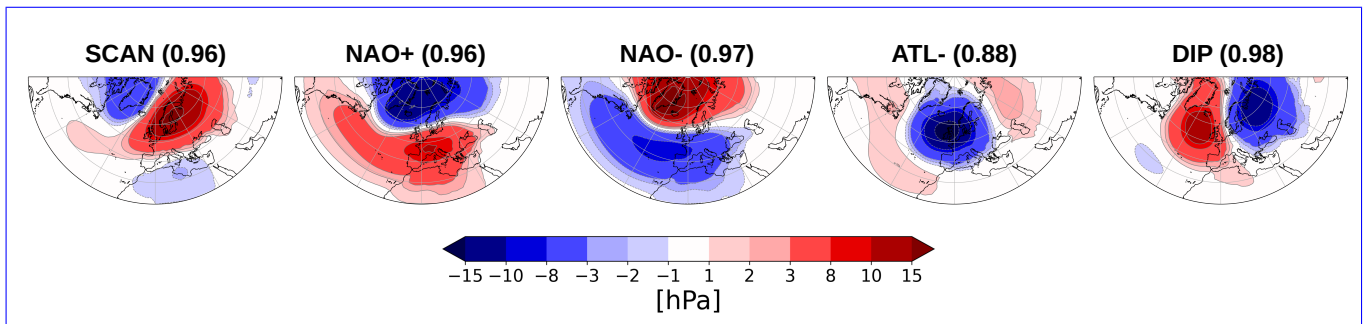 SCAN (0.96) NAO+ (0.96) NAO- (0.97) ATL- (0.88) DIP (0.98)
−15 −10 −8 −3 −2 −1 1 2 3 8 10 15
[hPa]